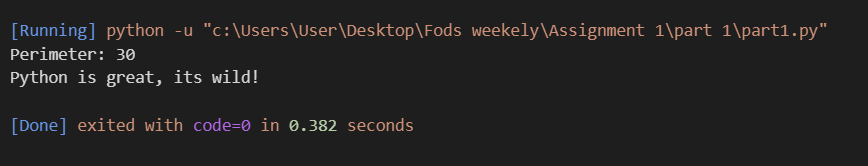 [Running] python -u "c:\Users\User\Desktop\Fods weekely\Assignment 1\part 1\part1.py"
Perimeter: 30
Python is great, its wild!
[Done] exited with code=0 in 0.382 seconds